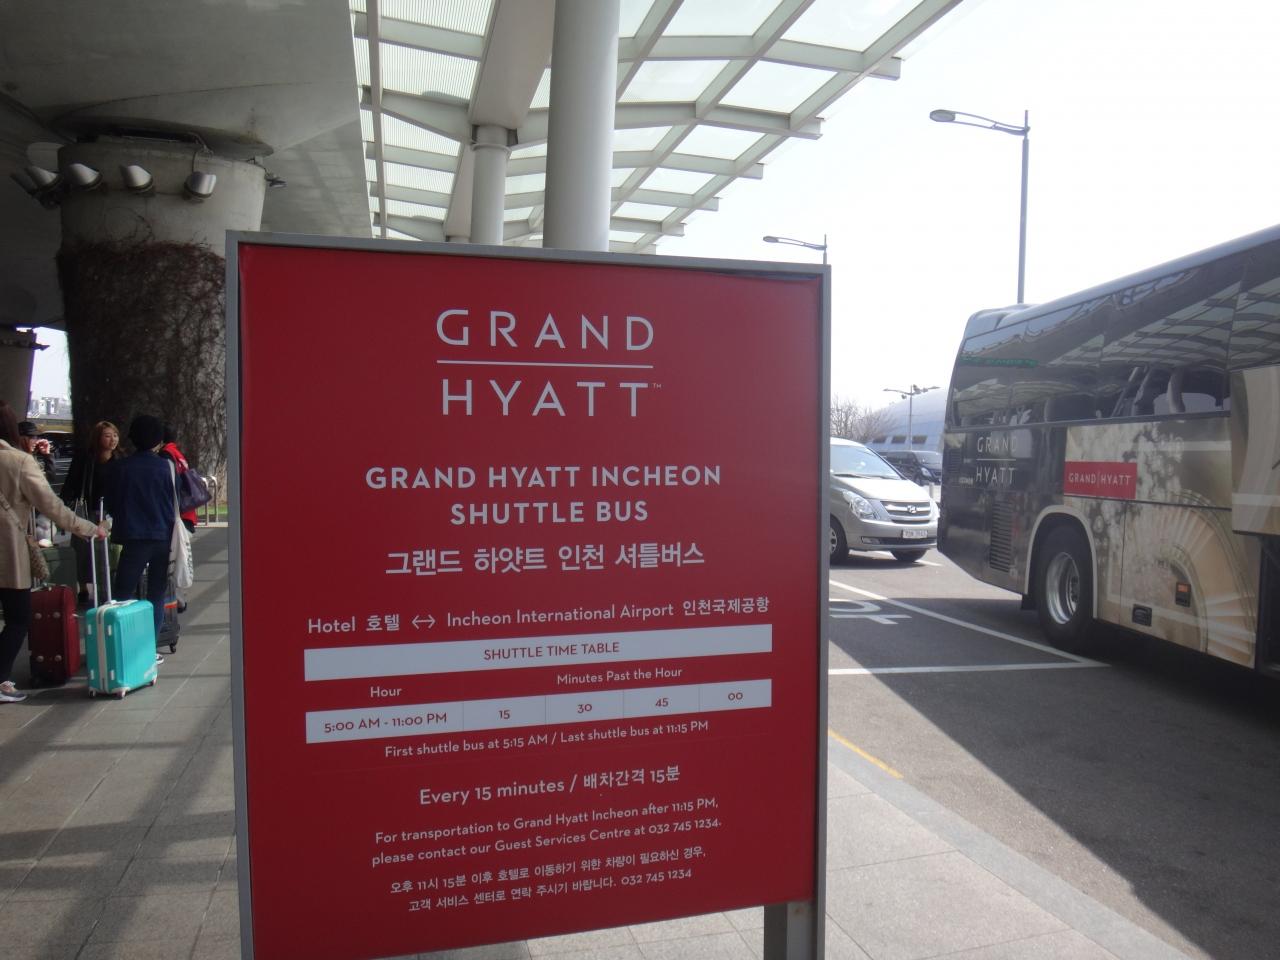 GRAND
HYATT™
GRAND HYATT INCHEON
SHUTTLE BUS
그랜드 하얏트 인천 셔틀버스
Hotel 호텔 ↔ Incheon International Airport 인천국제공항
SHUTTLE TIME TABLE
Hour Minutes Past the Hour
5:00 AM - 11:00 PM 15 30 45 00
First shuttle bus at 5:15 AM / Last shuttle bus at 11:15 PM
Every 15 minutes / 배차간격 15분
For transportation to Grand Hyatt Incheon after 11:15 PM,
please contact our Guest Services Centre at 032 745 1234.
오후 11시 15분 이후 호텔로 이동하기 위한 차량이 필요하신 경우,
고객 서비스 센터로 연락 주시기 바랍니다. 032 745 1234
GRAND
HYATT
GRAND HYATT